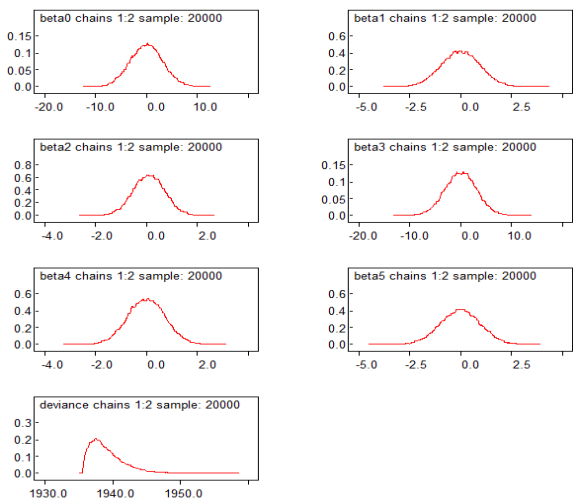 beta0 chains 1:2 sample: 20000
0.15
0.1
0.05
0.0
-20.0 -10.0 0.0 10.0
beta1 chains 1:2 sample: 20000
0.6
0.4
0.2
0.0
-5.0 -2.5 0.0 2.5
beta2 chains 1:2 sample: 20000
0.8
0.6
0.4
0.2
0.0
-4.0 -2.0 0.0 2.0
beta3 chains 1:2 sample: 20000
0.15
0.1
0.05
0.0
-20.0 -10.0 0.0 10.0
beta4 chains 1:2 sample: 20000
0.6
0.4
0.2
0.0
-4.0 -2.0 0.0 2.0
beta5 chains 1:2 sample: 20000
0.6
0.4
0.2
0.0
-5.0 -2.5 0.0 2.5
deviance chains 1:2 sample: 20000
0.3
0.2
0.1
0.0
1930.0 1940.0 1950.0